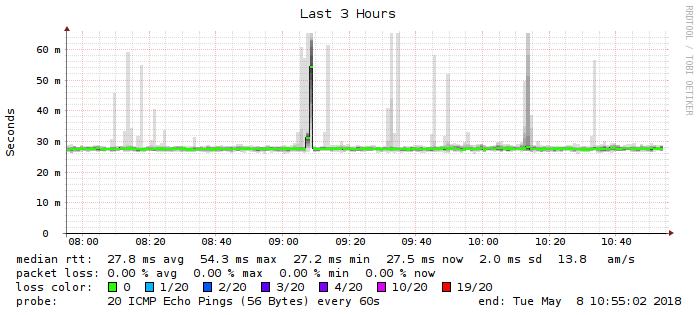 Last 3 Hours
RRDTOOL / TOBI OETIKER
Seconds
60 m
50 m
40 m
30 m
20 m
10 m
0
08:00 08:20 08:40 09:00 09:20 09:40 10:00 10:20 10:40
median rtt: 27.8 ms avg 54.3 ms max 27.2 ms min 27.5 ms now 2.0 ms sd 13.8 am/s
packet loss: 0.00 % avg 0.00 % max 0.00 % min 0.00 % now
loss color: 0 1/20 2/20 3/20 4/20 10/20 19/20
probe: 20 ICMP Echo Pings (56 Bytes) every 60s end: Tue May 8 10:55:02 2018